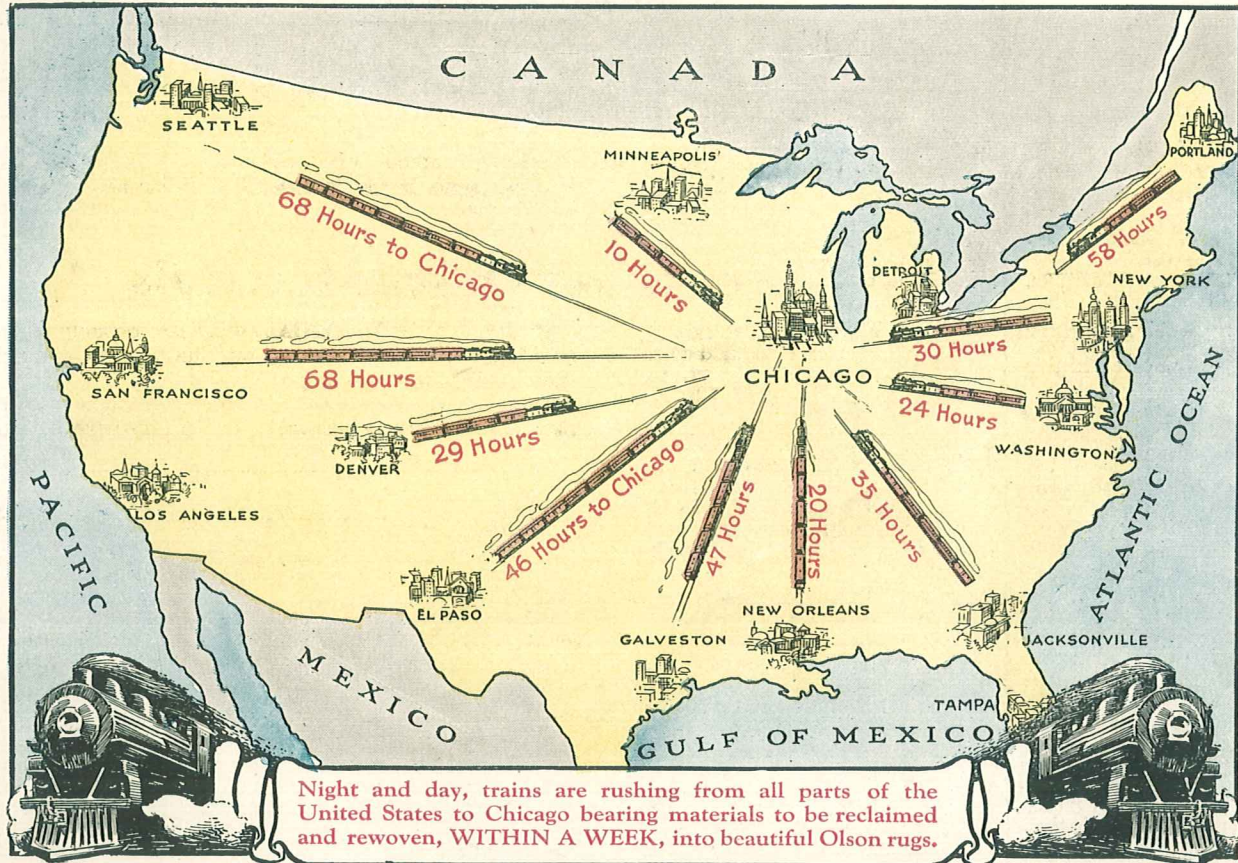 CANADA
SEATTLE
MINNEAPOLIS
PORTLAND
68 Hours to Chicago
10 Hours
58 Hours
DETROIT
NEW YORK
30 Hours
SAN FRANCISCO
68 Hours
CHICAGO
24 Hours
WASHINGTON
DENVER
29 Hours
46 Hours to Chicago
47 Hours
20 Hours
35 Hours
LOS ANGELES
PACIFIC
ATLANTIC OCEAN
EL PASO
NEW ORLEANS
GALVESTON
JACKSONVILLE
MEXICO
TAMPA
GULF OF MEXICO
Night and day, trains are rushing from all parts of the
United States to Chicago bearing materials to be reclaimed
and rewoven, WITHIN A WEEK, into beautiful Olson rugs.